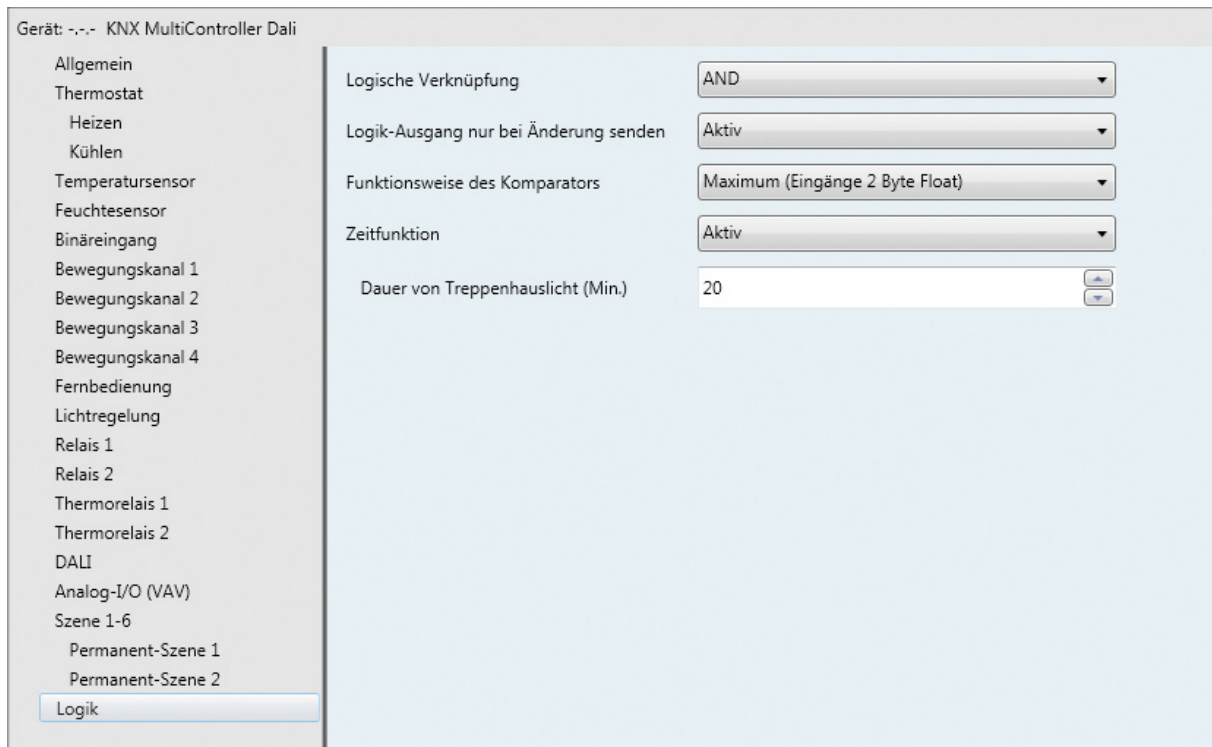 Gerät: -.-.- KNX MultiController Dali
Allgemein
Thermostat
Heizen
Kühlen
Temperatursensor
Feuchtesensor
Binäreingang
Bewegungskanal 1
Bewegungskanal 2
Bewegungskanal 3
Bewegungskanal 4
Fernbedienung
Lichtregelung
Relais 1
Relais 2
Thermorelais 1
Thermorelais 2
DALI
Analog-I/O (VAV)
Szene 1-6
Permanent-Szene 1
Permanent-Szene 2
Logik
Logische Verknüpfung AND
Logik-Ausgang nur bei Änderung senden Aktiv
Funktionsweise des Komparators Maximum (Eingänge 2 Byte Float)
Zeitfunktion Aktiv
Dauer von Treppenhauslicht (Min.) 20